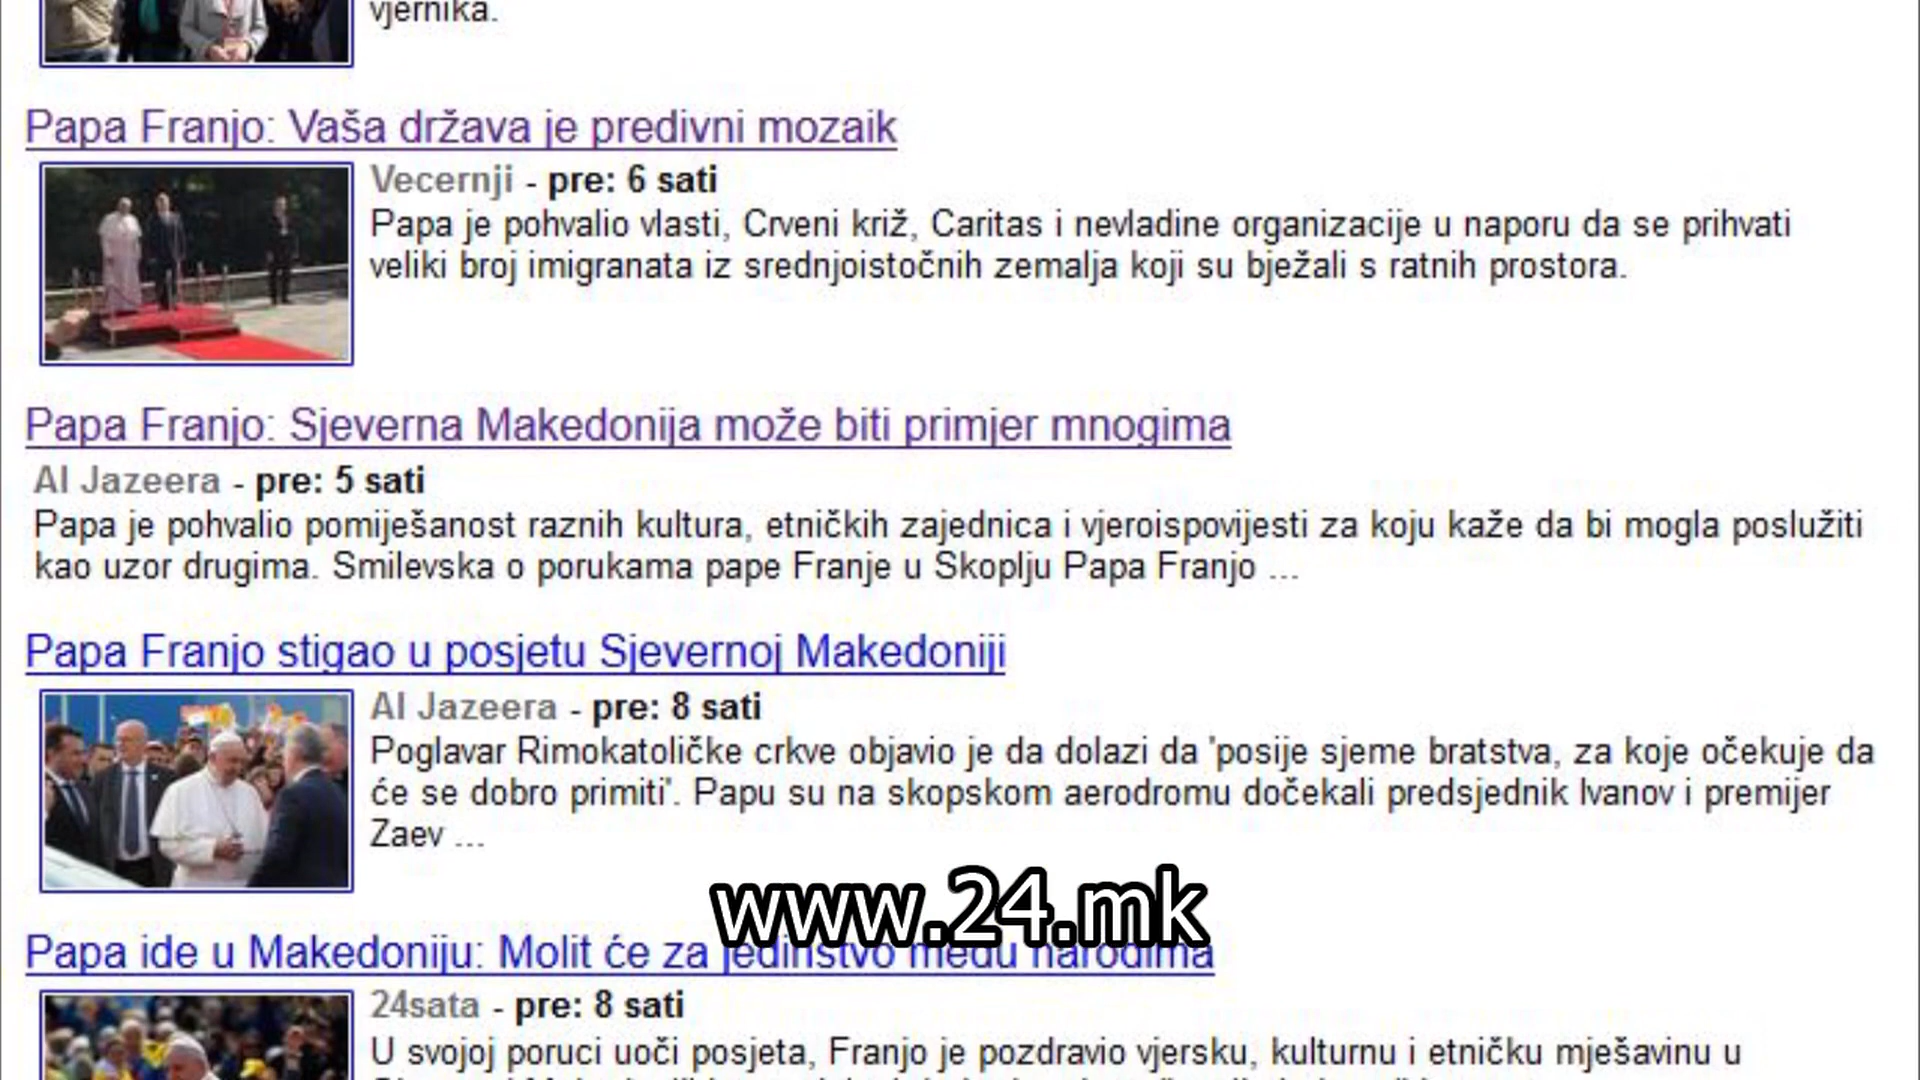 vjernika.
Papa Franjo: Vaša država je predivni mozaik
Vecernji - pre: 6 sati
Papa je pohvalio vlasti, Crveni križ, Caritas i nevladine organizacije u naporu da se prihvati
veliki broj imigranata iz srednjoistočnih zemalja koji su bježali s ratnih prostora.
Papa Franjo: Sjeverna Makedonija može biti primjer mnogima
Al Jazeera - pre: 5 sati
Papa je pohvalio pomiješanost raznih kultura, etničkih zajednica i vjeroispovijesti za koju kaže da bi mogla poslužiti
kao uzor drugima. Smilevska o porukama pape Franje u Skoplju Papa Franjo ...
Papa Franjo stigao u posjetu Sjevernoj Makedoniji
Al Jazeera - pre: 8 sati
Poglavar Rimokatoličke crkve objavio je da dolazi da 'posije sjeme bratstva, za koje očekuje da
će se dobro primiti'. Papu su na skopskom aerodromu dočekali predsjednik Ivanov i premijer
Zaev ...
www.24.mk
Papa ide u Makedoniju: Molit će za jedinstvo među narodima
24sata - pre: 8 sati
U svojoj poruci uoči posjeta, Franjo je pozdravio vjersku, kulturnu i etničku mješavinu u